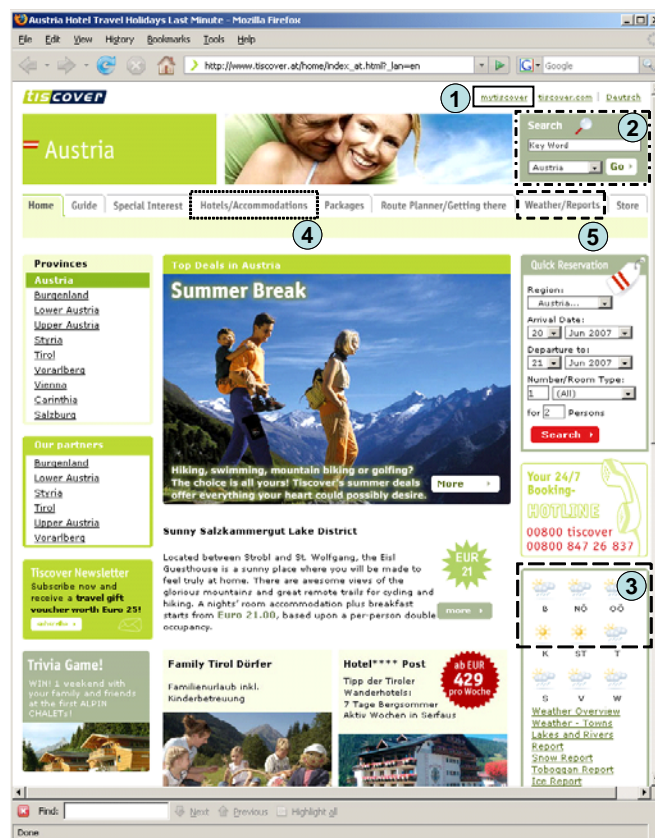 Austria Hotel Travel Holidays Last Minute - Mozilla Firefox
File Edit View History Bookmarks Tools Help
http://www.tiscover.at/home/index_at.html?_lan=en
Google
tiscover
1
mytiscover tiscover.com | Deutsch
Austria
Search
2
Key Word
Austria
Go
Home Guide Special Interest Hotels/Accommodations Packages Route Planner/Getting there Weather/Reports Store
4
5
Provinces
Austria
Burgenland
Lower Austria
Upper Austria
Styria
Tirol
Vorarlberg
Vienna
Carinthia
Salzburg
Our partners
Burgenland
Lower Austria
Styria
Tirol
Upper Austria
Vorarlberg
Tiscover Newsletter
Subscribe now and
receive a travel gift
voucher worth Euro 25!
subscribe
Trivia Game!
WIN! 1 weekend with
your family and friends
at the first ALPIN
CHALETs!
Top Deals in Austria
Summer Break
Hiking, swimming, mountain biking or golfing?
The choice is all yours! Tiscover's summer deals
offer everything your heart could possibly desire.
More
Sunny Salzkammergut Lake District
Located between Strobl and St. Wolfgang, the Eisl
Guesthouse is a sunny place where you will be made to
feel truly at home. There are awesome views of the
glorious mountains and great remote trails for cycling and
hiking. A nights' room accommodation plus breakfast
starts from Euro 21.00, based upon a per-person double
occupancy.
EUR
21
more
Family Tirol Dörfer
Familienurlaub inkl.
Kinderbetreuung
Hotel**** Post
Tipp der Tiroler
Wanderhotels:
7 Tage Bergsommer
Aktiv Wochen in Serfaus
ab EUR
429
pro Woche
Quick Reservation
Region:
Austria...
Arrival Date:
20 Jun 2007
Departure to:
21 Jun 2007
Number/Room Type:
1 (All)
for 2 Persons
Search
Your 24/7
Booking-
HOTLINE
00800 tiscover
00800 847 26 837
3
B NÖ OÖ
K ST T
S V W
Weather Overview
Weather - Towns
Lakes and Rivers
Report
Snow Report
Toboggan Report
Ice Report
Find: Next Previous Highlight all
Done